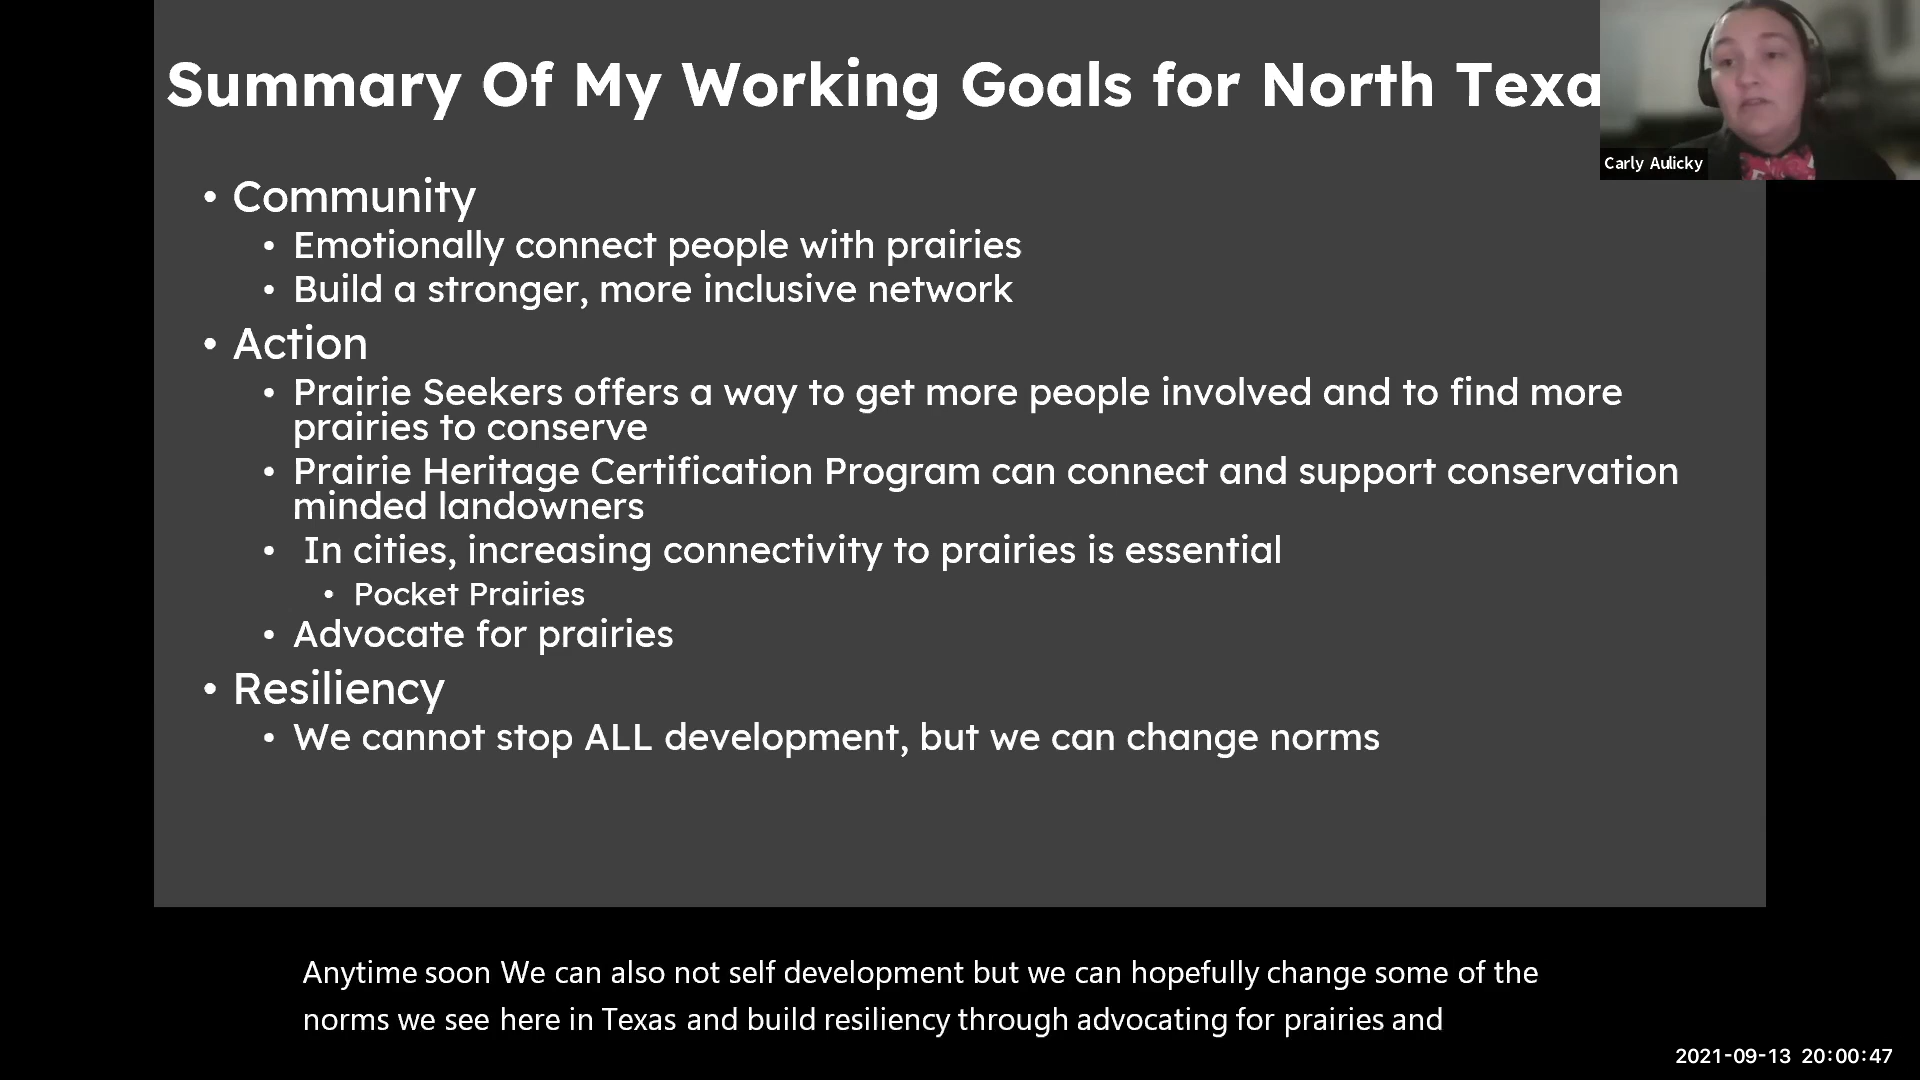 Summary Of My Working Goals for North Texa
Carly Aulicky
• Community
• Emotionally connect people with prairies
• Build a stronger, more inclusive network
• Action
• Prairie Seekers offers a way to get more people involved and to find more
prairies to conserve
• Prairie Heritage Certification Program can connect and support conservation
minded landowners
• In cities, increasing connectivity to prairies is essential
• Pocket Prairies
• Advocate for prairies
• Resiliency
• We cannot stop ALL development, but we can change norms
Anytime soon We can also not self development but we can hopefully change some of the
norms we see here in Texas and build resiliency through advocating for prairies and
2021-09-13 20:00:47